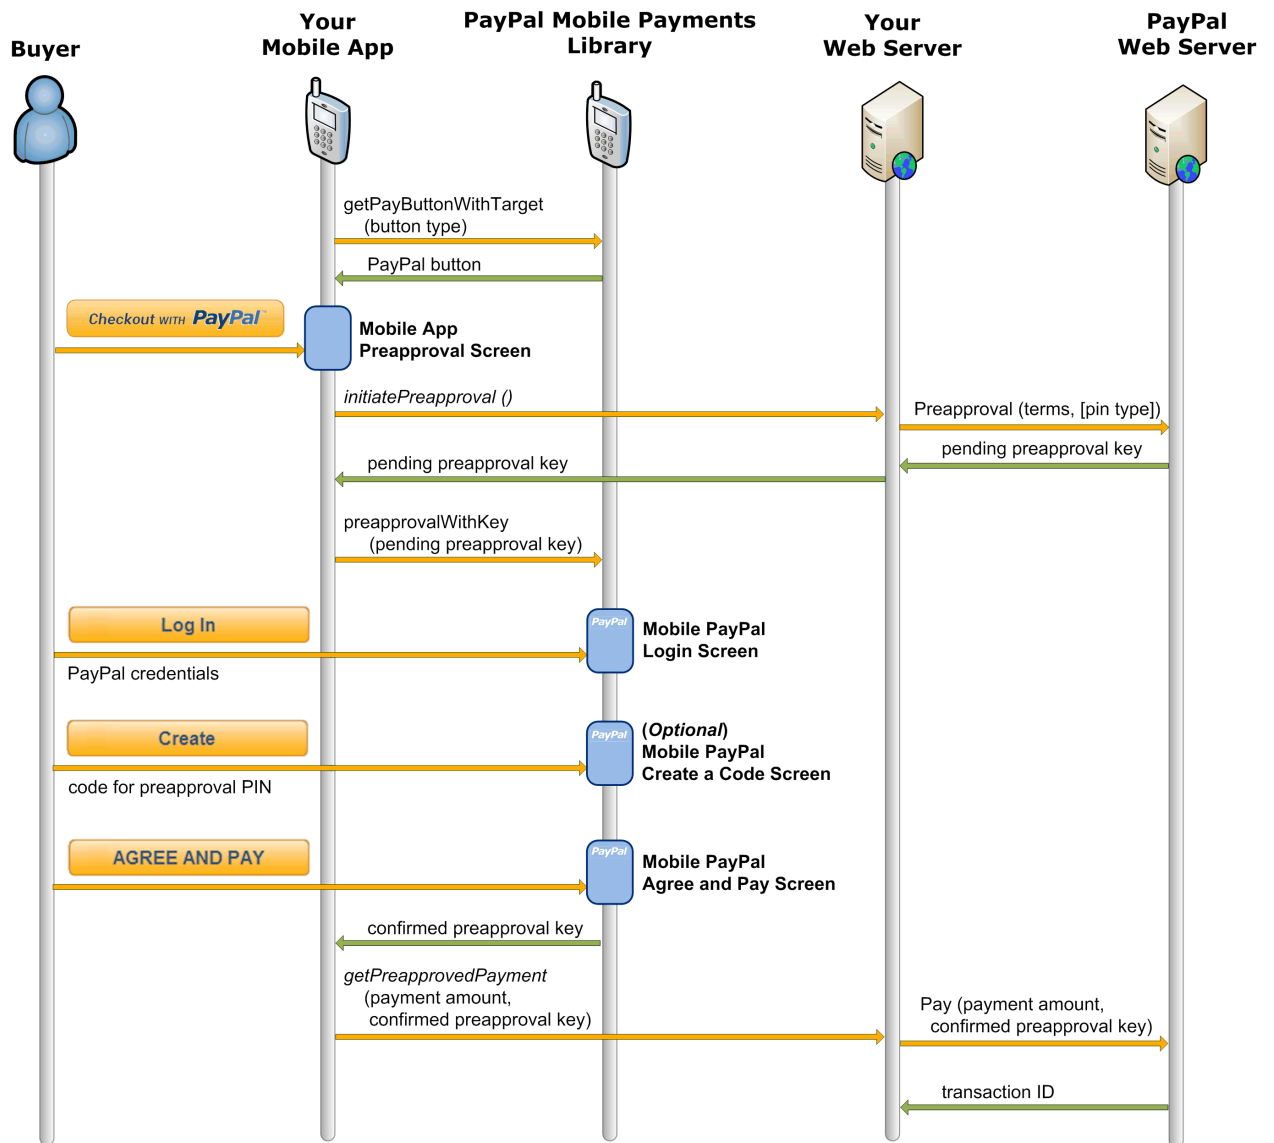 Buyer
Your
Mobile App
PayPal Mobile Payments
Library
Your
Web Server
PayPal
Web Server
getPayButtonWithTarget
(button type)
PayPal button
Checkout WITH PayPal™
Mobile App
Preapproval Screen
initiatePreapproval ()
Preapproval (terms, [pin type])
pending preapproval key
pending preapproval key
preapprovalWithKey
(pending preapproval key)
Log In
PayPal
Mobile PayPal
Login Screen
PayPal credentials
Create
PayPal
(Optional)
Mobile PayPal
Create a Code Screen
code for preapproval PIN
AGREE AND PAY
PayPal
Mobile PayPal
Agree and Pay Screen
confirmed preapproval key
getPreapprovedPayment
(payment amount,
confirmed preapproval key)
Pay (payment amount,
confirmed preapproval key)
transaction ID